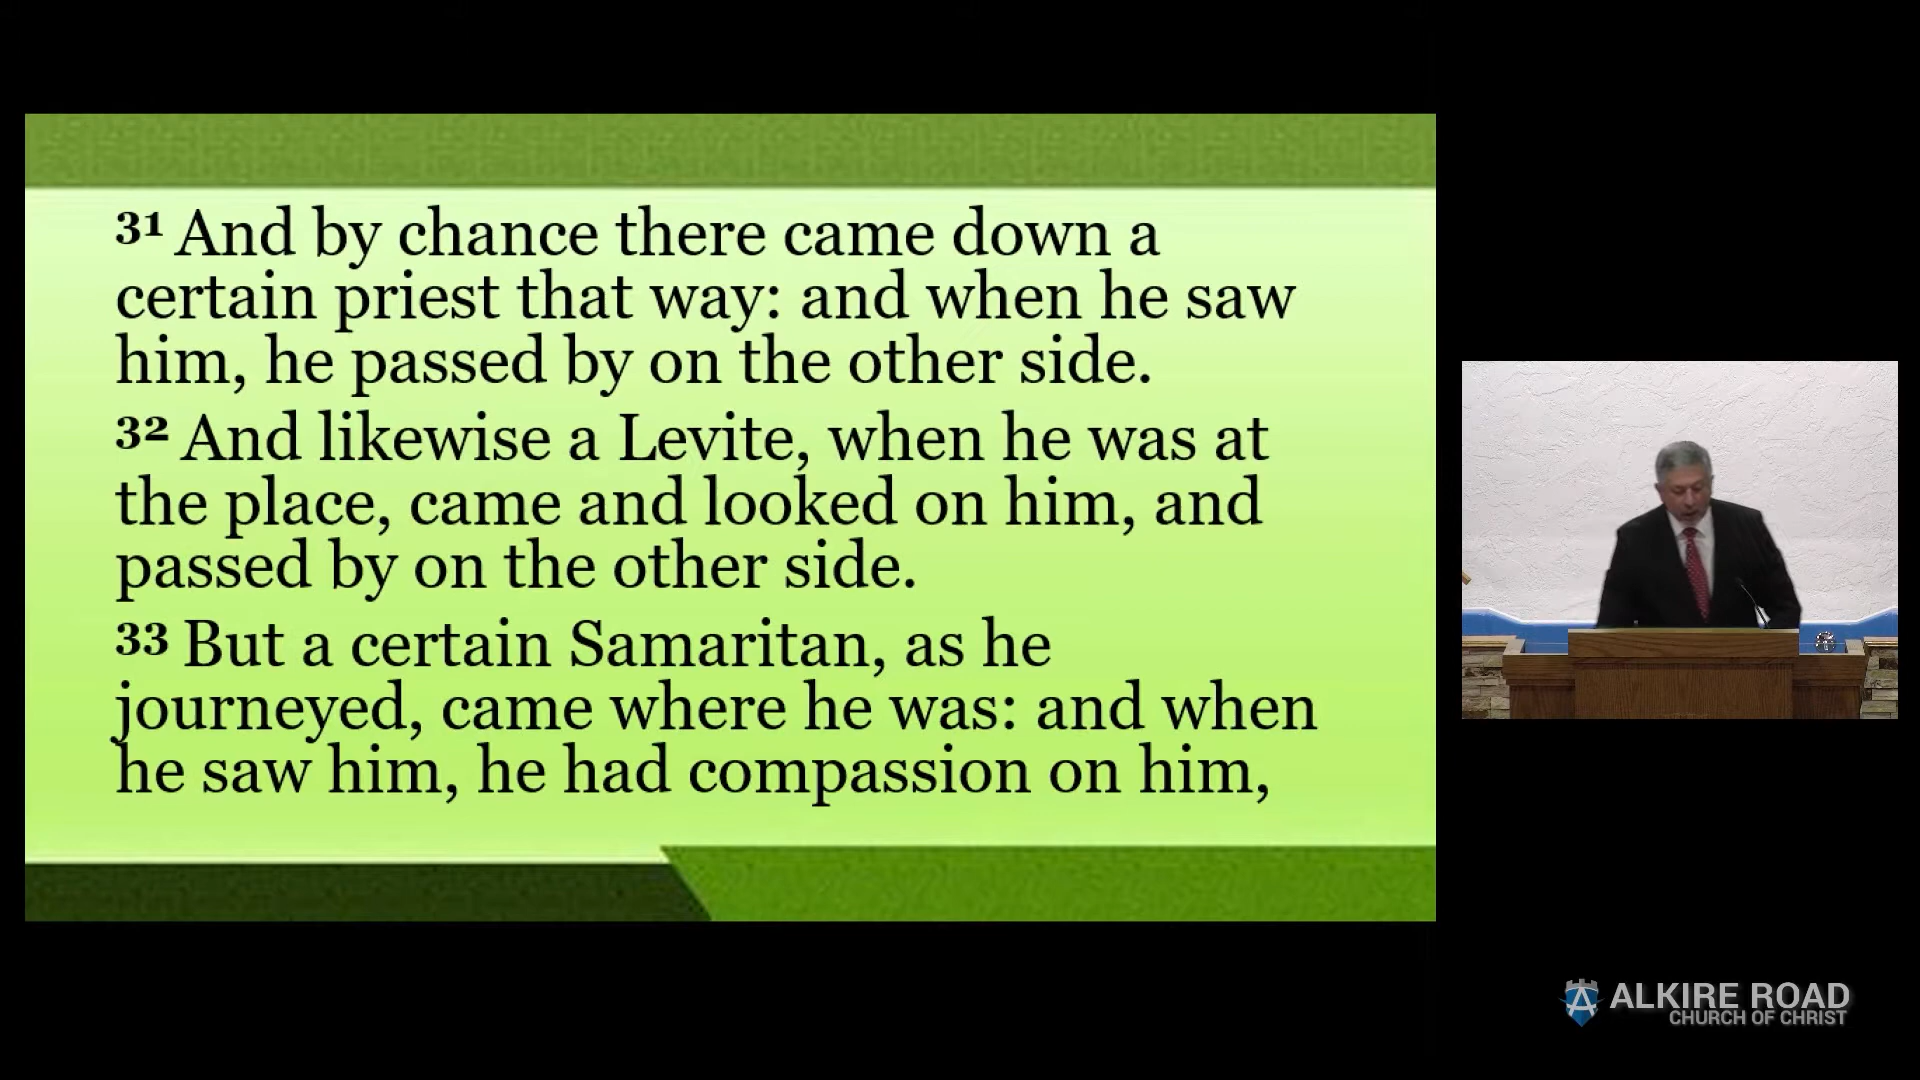 31 And by chance there came down a
certain priest that way: and when he saw
him, he passed by on the other side.
32 And likewise a Levite, when he was at
the place, came and looked on him, and
passed by on the other side.
33 But a certain Samaritan, as he
journeyed, came where he was: and when
he saw him, he had compassion on him,
ALKIRE ROAD
CHURCH OF CHRIST